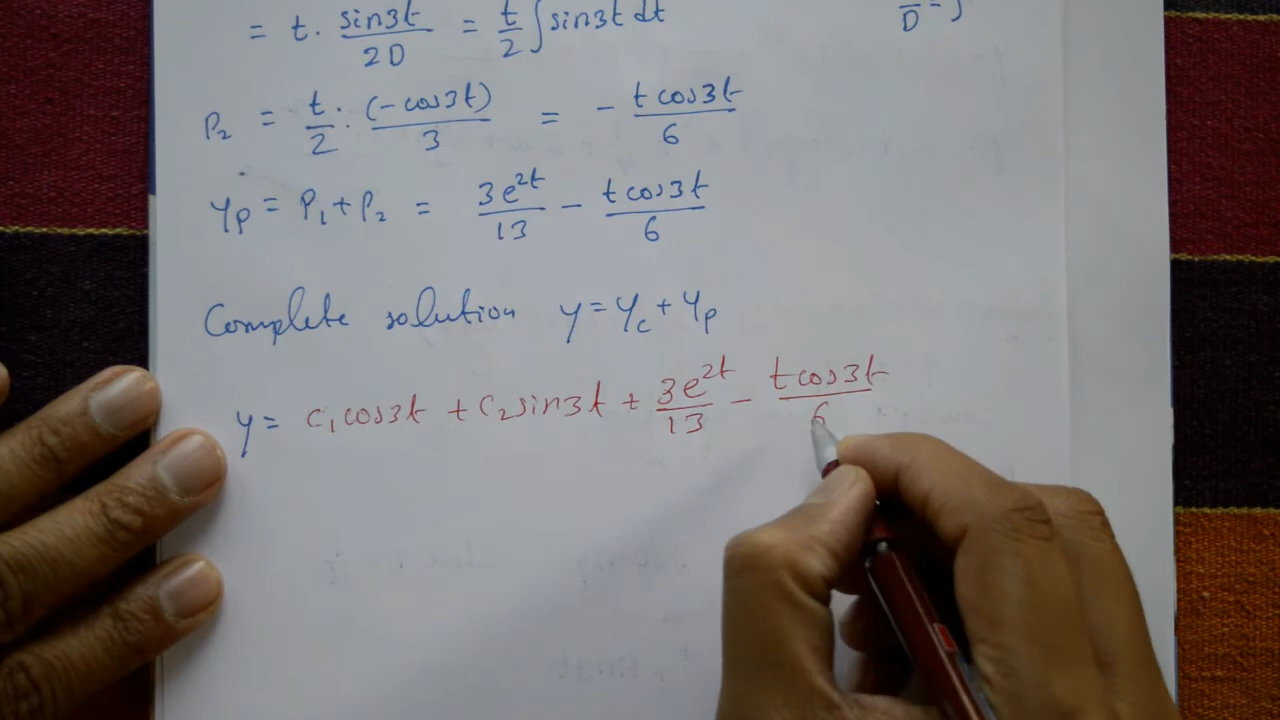 = t. sin3t/2D = t/2 ∫sin3t dt
P₂ = t/2 . (-cos3t)/3 = - tcos3t/6
yp = P₁ + P₂ = 3e^2t/13 - tcos3t/6
Complete solution y = yc + yp
y = c₁cos3t + c₂sin3t + 3e^2t/13 - tcos3t/6